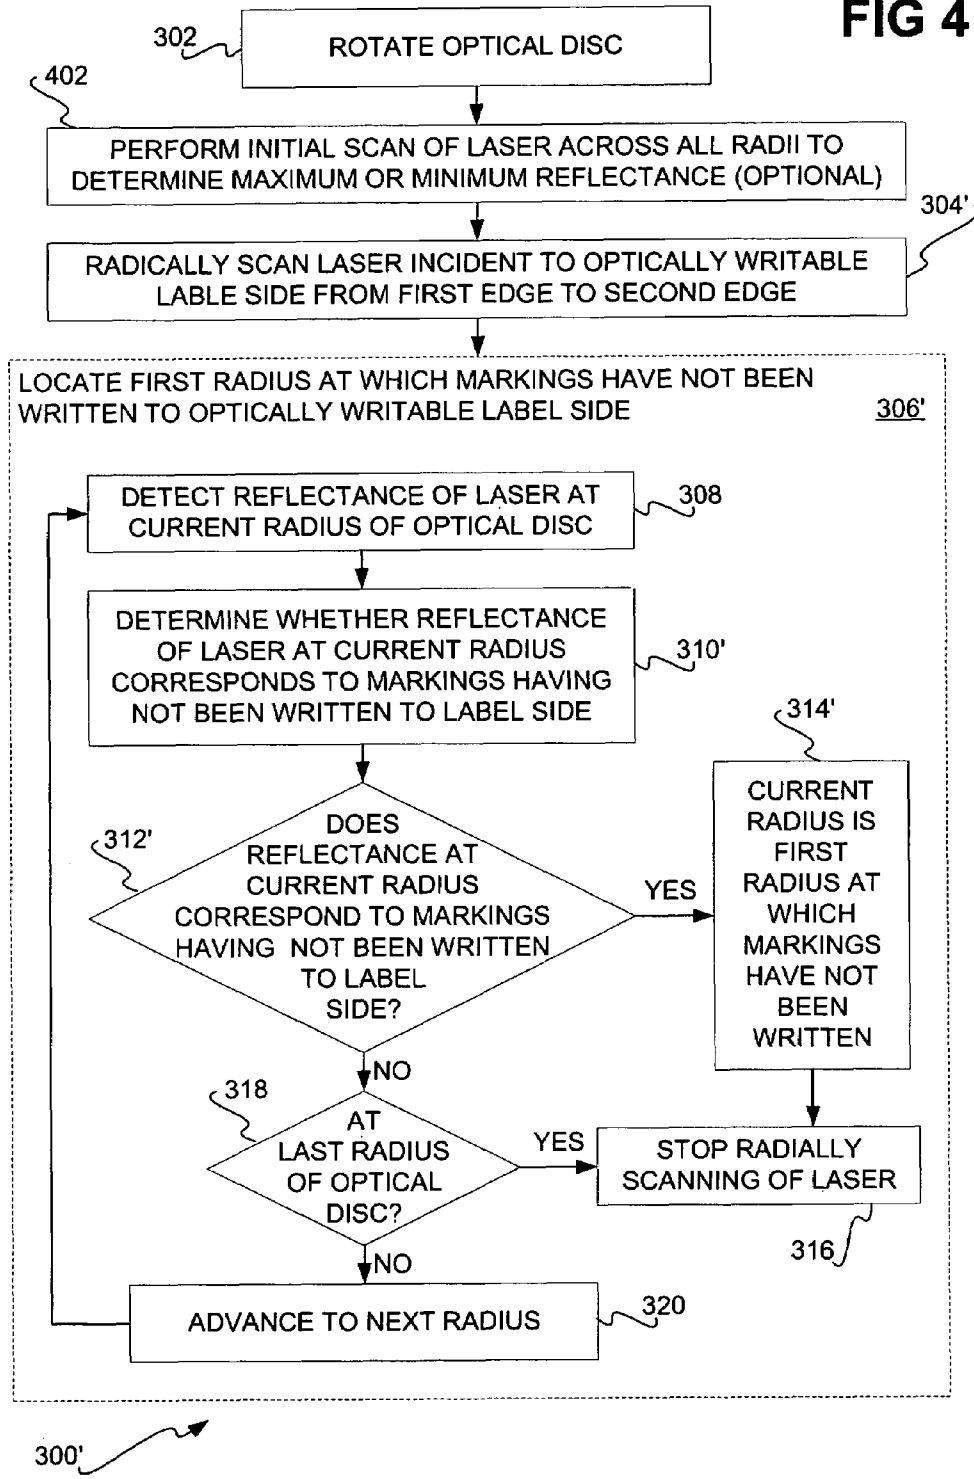 FIG 4
302
ROTATE OPTICAL DISC
402
PERFORM INITIAL SCAN OF LASER ACROSS ALL RADII TO
DETERMINE MAXIMUM OR MINIMUM REFLECTANCE (OPTIONAL)
304'
RADICALLY SCAN LASER INCIDENT TO OPTICALLY WRITABLE
LABLE SIDE FROM FIRST EDGE TO SECOND EDGE
LOCATE FIRST RADIUS AT WHICH MARKINGS HAVE NOT BEEN
WRITTEN TO OPTICALLY WRITABLE LABEL SIDE
306'
DETECT REFLECTANCE OF LASER AT
CURRENT RADIUS OF OPTICAL DISC
308
DETERMINE WHETHER REFLECTANCE
OF LASER AT CURRENT RADIUS
CORRESPONDS TO MARKINGS HAVING
NOT BEEN WRITTEN TO LABEL SIDE
310'
312'
DOES
REFLECTANCE AT
CURRENT RADIUS
CORRESPOND TO MARKINGS
HAVING NOT BEEN WRITTEN
TO LABEL
SIDE?
YES
314'
CURRENT
RADIUS IS
FIRST
RADIUS AT
WHICH
MARKINGS
HAVE NOT
BEEN
WRITTEN
NO
318
AT
LAST RADIUS
OF OPTICAL
DISC?
YES
STOP RADIALLY
SCANNING OF LASER
316
NO
ADVANCE TO NEXT RADIUS
320
300'